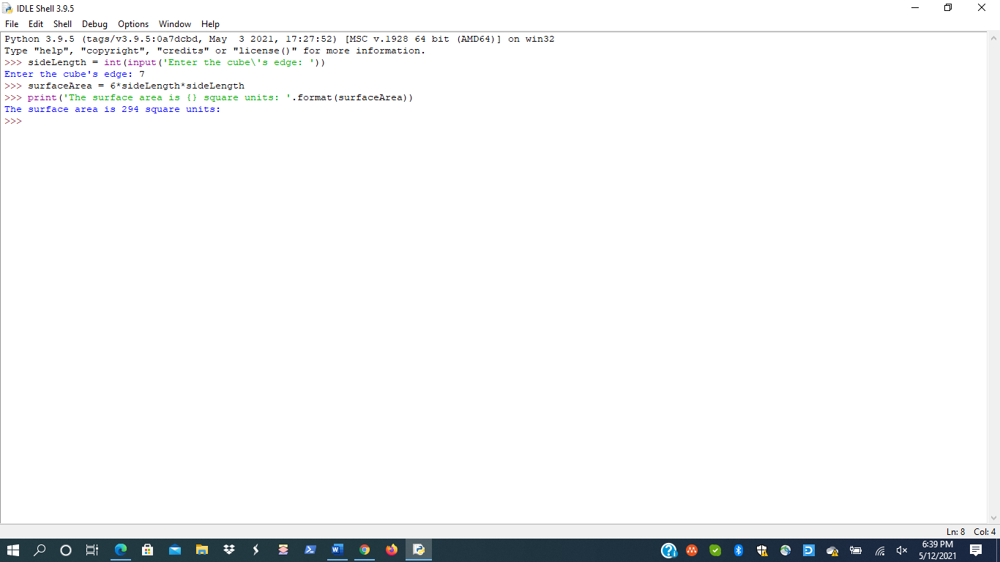 IDLE Shell 3.9.5
File Edit Shell Debug Options Window Help
Python 3.9.5 (tags/v3.9.5:0a7dcbd, May  3 2021, 17:27:52) [MSC v.1928 64 bit (AMD64)] on win32
Type "help", "copyright", "credits" or "license()" for more information.
>>> sideLength = int(input('Enter the cube\'s edge: '))
Enter the cube's edge: 7
>>> surfaceArea = 6*sideLength*sideLength
>>> print('The surface area is {} square units: '.format(surfaceArea))
The surface area is 294 square units:
>>>
Ln: 8 Col: 4
6:39 PM
5/12/2021